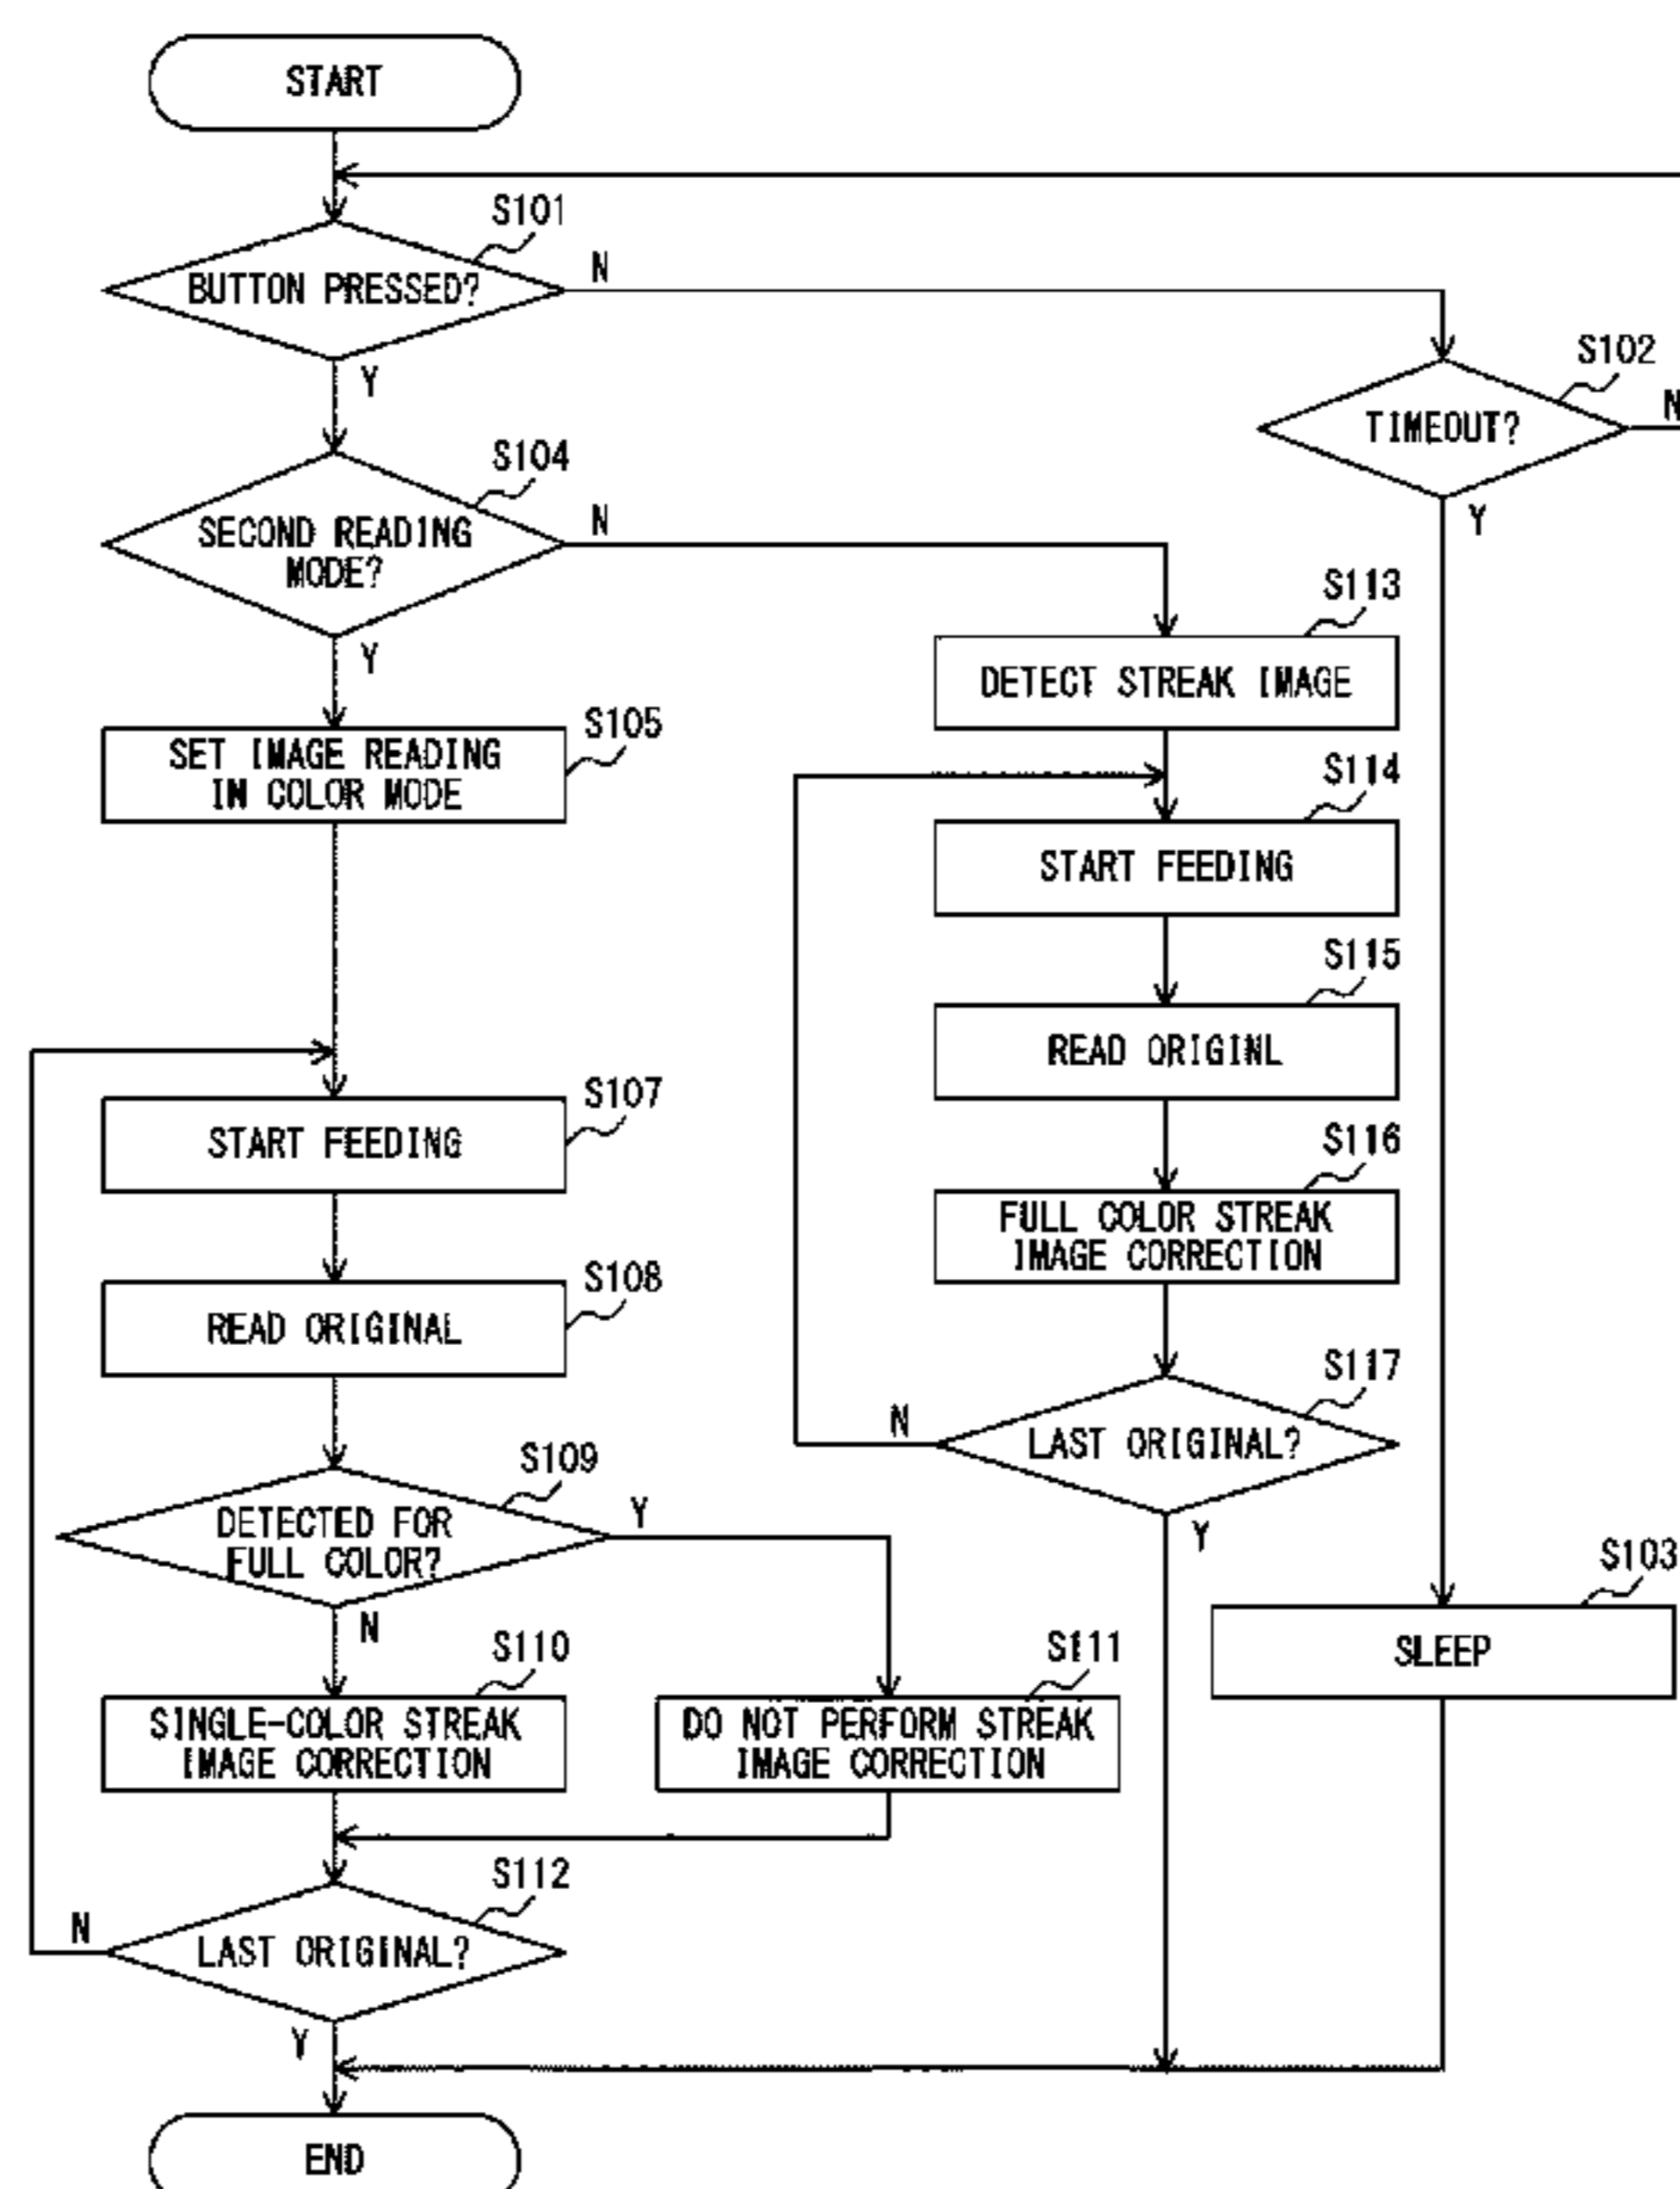 START
S101
BUTTON PRESSED?
N
Y
S102
TIMEOUT?
N
Y
S104
SECOND READING
MODE?
N
Y
S105
SET IMAGE READING
IN COLOR MODE
S113
DETECT STREAK IMAGE
S114
START FEEDING
S115
READ ORIGINL
S116
FULL COLOR STREAK
IMAGE CORRECTION
S117
LAST ORIGINAL?
N
Y
S107
START FEEDING
S108
READ ORIGINAL
S109
DETECTED FOR
FULL COLOR?
Y
N
S110
SINGLE-COLOR STREAK
IMAGE CORRECTION
S111
DO NOT PERFORM STREAK
IMAGE CORRECTION
S103
SLEEP
S112
LAST ORIGINAL?
N
Y
END